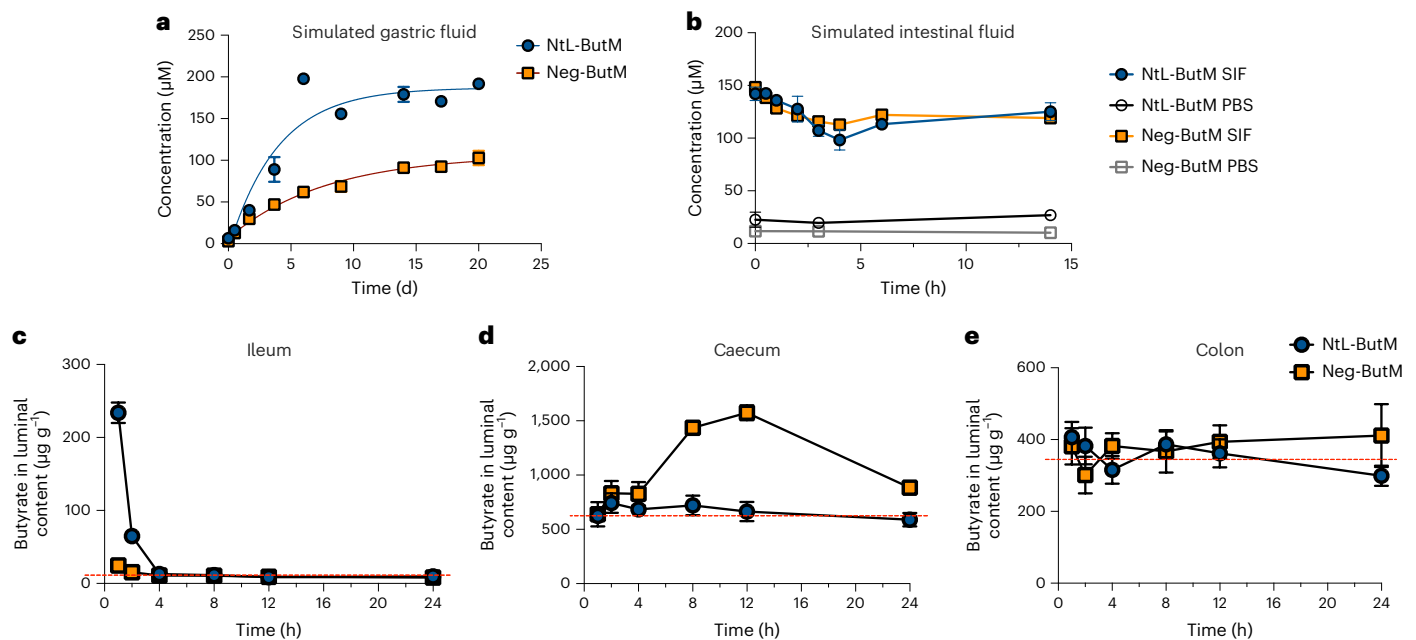 a
Simulated gastric fluid
Concentration (µM)
250
200
150
100
50
0
0
5
10
15
20
25
Time (d)
NtL-ButM
Neg-ButM
b
Simulated intestinal fluid
Concentration (µM)
200
150
100
50
0
0
5
10
15
Time (h)
NtL-ButM SIF
NtL-ButM PBS
Neg-ButM SIF
Neg-ButM PBS
c
Ileum
Butyrate in luminal
content (µg g⁻¹)
300
200
100
0
0
4
8
12
16
20
24
Time (h)
d
Caecum
Butyrate in luminal
content (µg g⁻¹)
2,000
1,500
1,000
500
0
0
4
8
12
16
20
24
Time (h)
e
Colon
Butyrate in luminal
content (µg g⁻¹)
600
400
200
0
0
4
8
12
16
20
24
Time (h)
NtL-ButM
Neg-ButM